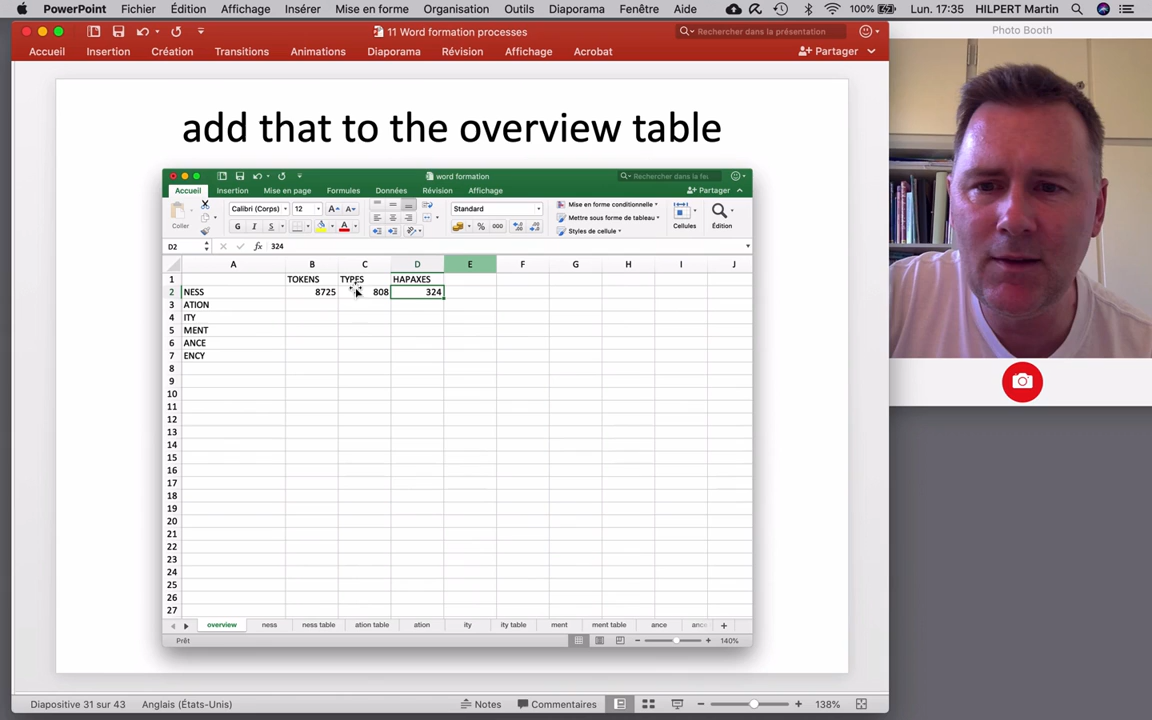 PowerPoint Fichier Édition Affichage Insérer Mise en forme Organisation Outils Diaporama Fenêtre Aide 100% Lun. 17:35 HILPERT Martin
11 Word formation processes
Rechercher dans la présentation
Photo Booth
Accueil Insertion Création Transitions Animations Diaporama Révision Affichage Acrobat Partager
add that to the overview table
word formation
Accueil Insertion Mise en page Formules Données Révision Affichage Partager
Coller
Calibri (Corps) 12
G I S
Standard
% 000
Mise en forme conditionnelle
Mettre sous forme de tableau
Styles de cellule
Cellules
Édition
D2 fx 324
A B C D E F G H I J
1 TOKENS TYPES HAPAXES
2 NESS 8725 808 324
3 ATION
4 ITY
5 MENT
6 ANCE
7 ENCY
8
9
10
11
12
13
14
15
16
17
18
19
20
21
22
23
24
25
26
27
overview ness ness table ation table ation ity ity table ment ment table ance
Prêt 140%
Diapositive 31 sur 43 Anglais (États-Unis) Notes Commentaires 138%